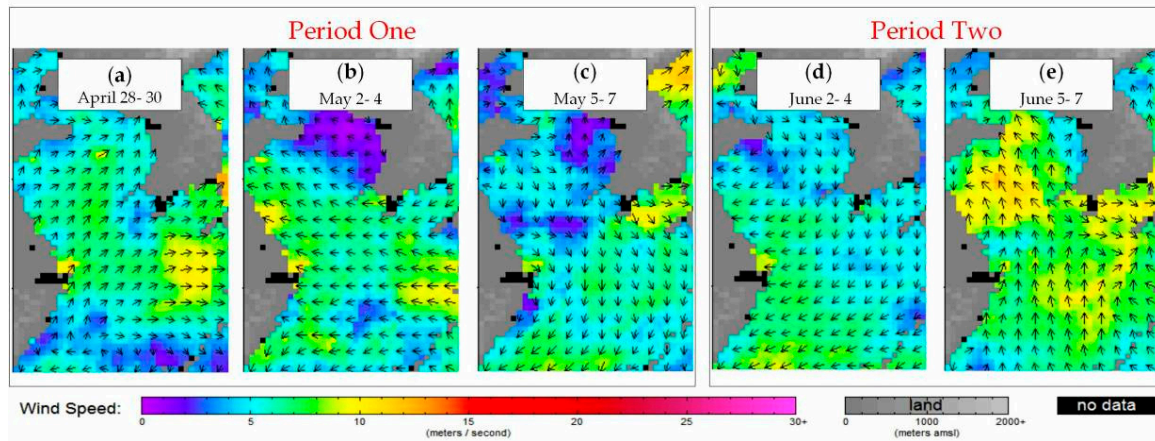 Period One
Period Two
(a)
April 28- 30
(b)
May 2- 4
(c)
May 5-7
(d)
June 2- 4
(e)
June 5- 7
Wind Speed:
0 5 10 15 20 25 30+
(meters / second)
land
0 1000 2000+
(meters amsl)
no data